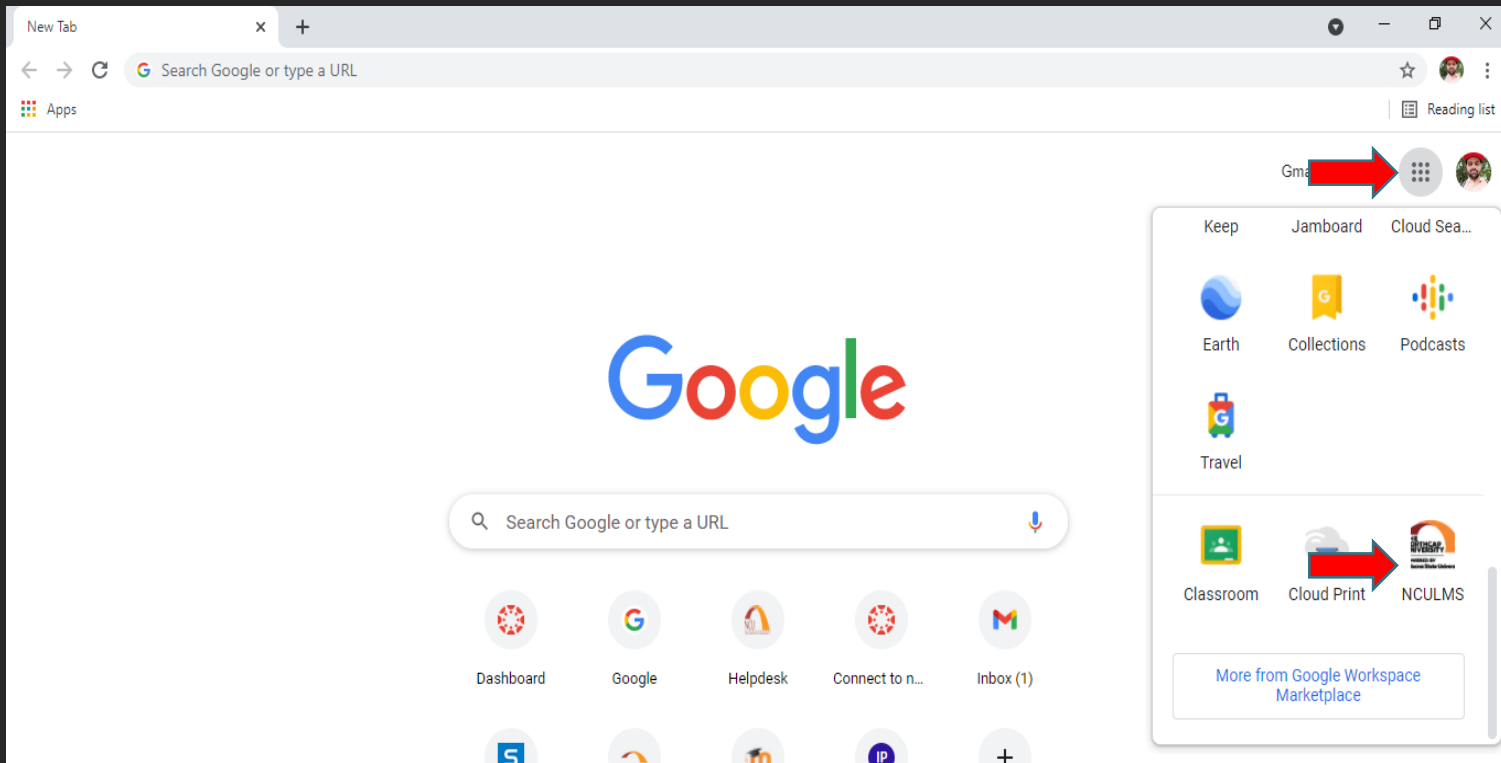 New Tab
Search Google or type a URL
Apps
Reading list
Keep Jamboard Cloud Sea...
Earth Collections Podcasts
Travel
Google
Search Google or type a URL
Classroom Cloud Print NCULMS
Dashboard Google Helpdesk Connect to n... Inbox (1)
More from Google Workspace
Marketplace